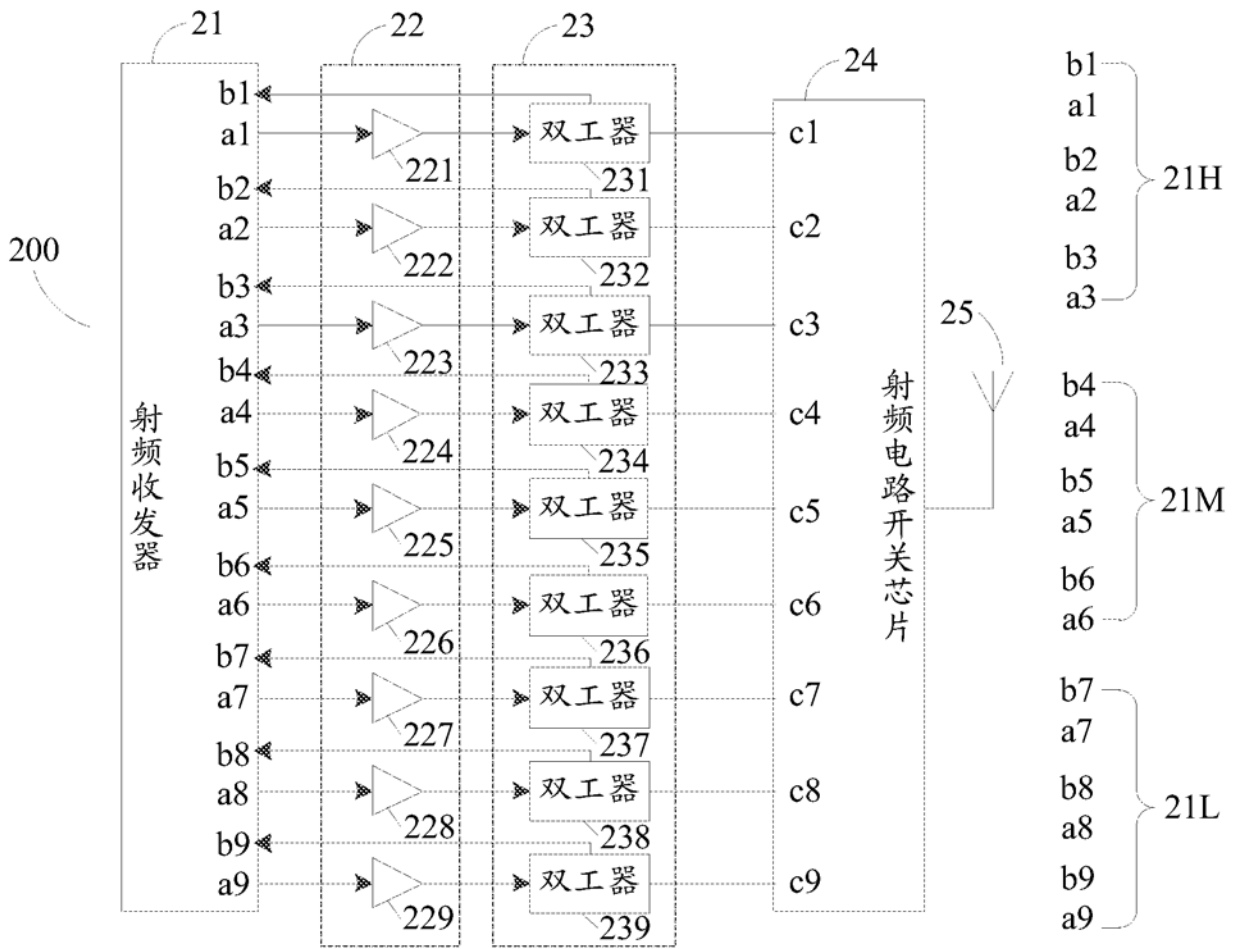 21
22
23
24
200
25
射频收发器
b1
a1
b2
a2
b3
a3
b4
a4
b5
a5
b6
a6
b7
a7
b8
a8
b9
a9
221
222
223
224
225
226
227
228
229
双工器
231
双工器
232
双工器
233
双工器
234
双工器
235
双工器
236
双工器
237
双工器
238
双工器
239
c1
c2
c3
c4
c5
c6
c7
c8
c9
射频电路开关芯片
b1
a1
b2
a2
b3
a3
21H
b4
a4
b5
a5
b6
a6
21M
b7
a7
b8
a8
b9
a9
21L